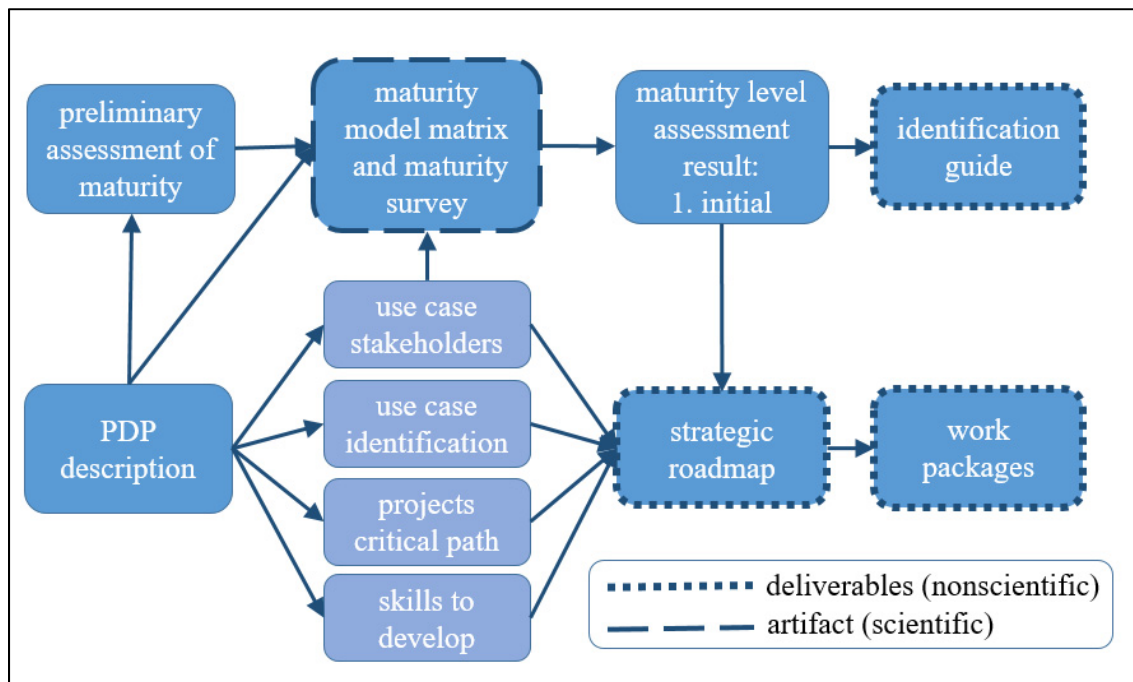 preliminary
assessment of
maturity
maturity
model matrix
and maturity
survey
maturity level
assessment
result:
1. initial
identification
guide
PDP
description
use case
stakeholders
use case
identification
projects
critical path
skills to
develop
strategic
roadmap
work
packages
deliverables (nonscientific)
artifact (scientific)